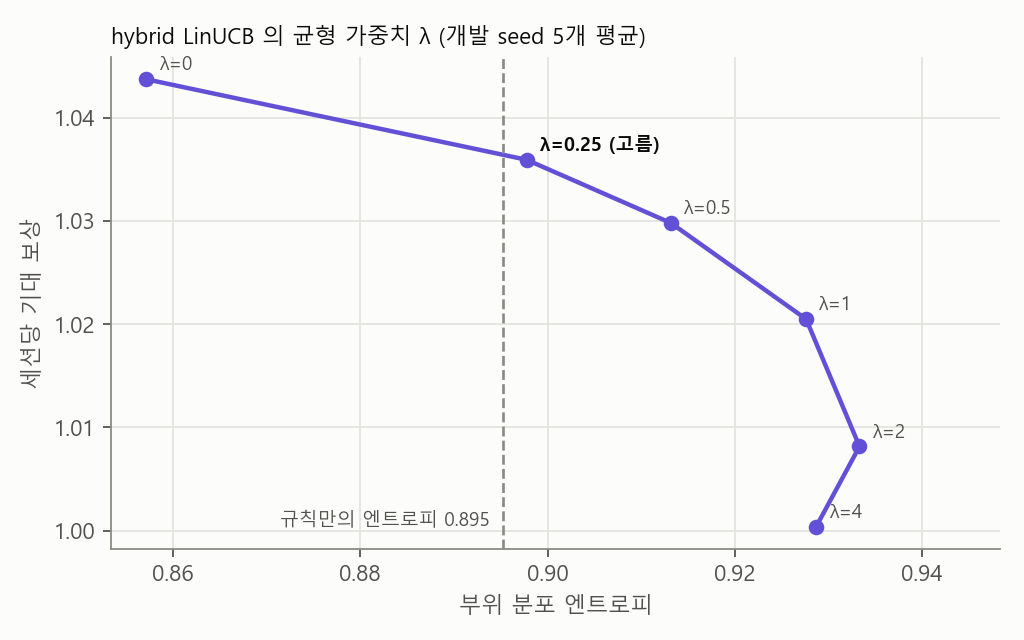 hybrid LinUCB 의 균형 가중치 λ (개발 seed 5개 평균)
λ=0
λ=0.25 (고름)
λ=0.5
λ=1
λ=2
λ=4
규칙만의 엔트로피 0.895
세션당 기대 보상
1.04
1.03
1.02
1.01
1.00
0.86
0.88
0.90
0.92
0.94
부위 분포 엔트로피